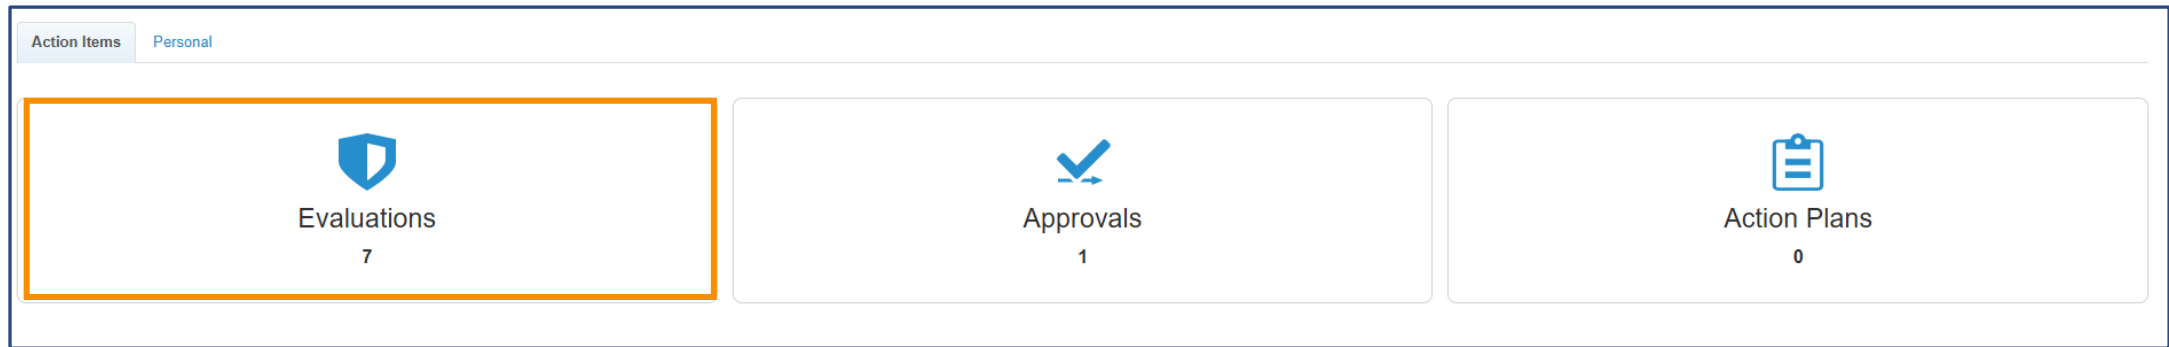 Action Items Personal
Evaluations
7
Approvals
1
Action Plans
0